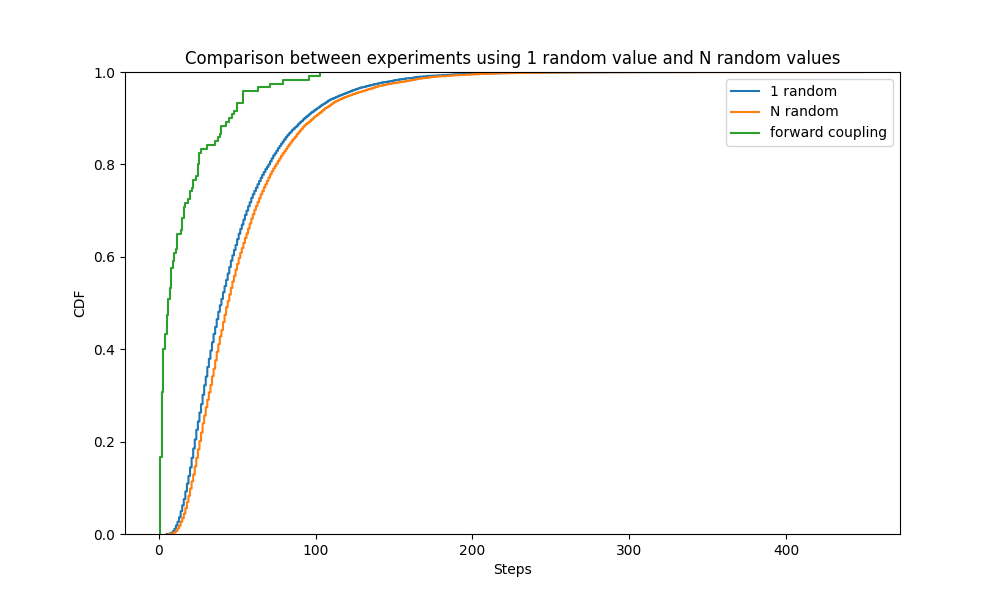 Comparison between experiments using 1 random value and N random values
1.0
0.8
0.6
0.4
0.2
0.0
CDF
0
100
200
300
400
Steps
1 random
N random
forward coupling